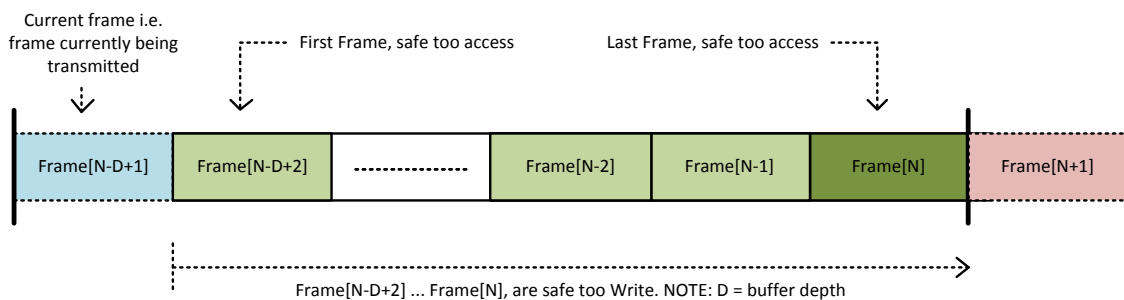 Current frame i.e.
frame currently being
transmitted
First Frame, safe too access
Last Frame, safe too access
Frame[N-D+1]
Frame[N-D+2]
Frame[N-2]
Frame[N-1]
Frame[N]
Frame[N+1]
Frame[N-D+2] ... Frame[N], are safe too Write. NOTE: D = buffer depth